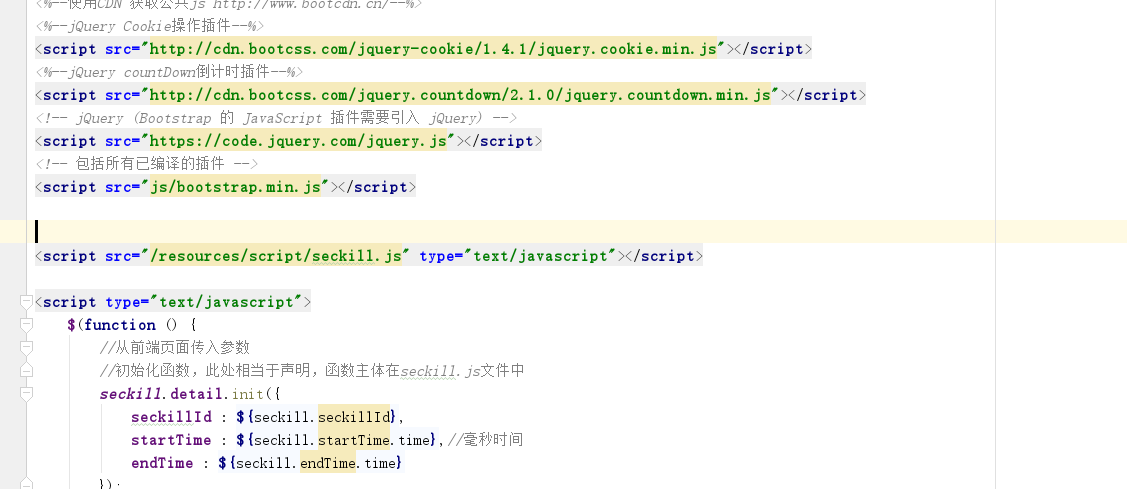 <%--使用CDN 获取公共js http://www.bootcdn.cn/--%>
<%--jQuery Cookie操作插件--%>
<script src="http://cdn.bootcss.com/jquery-cookie/1.4.1/jquery.cookie.min.js"></script>
<%--jQuery countDown倒计时插件--%>
<script src="http://cdn.bootcss.com/jquery.countdown/2.1.0/jquery.countdown.min.js"></script>
<!-- jQuery (Bootstrap 的 JavaScript 插件需要引入 jQuery) -->
<script src="https://code.jquery.com/jquery.js"></script>
<!-- 包括所有已编译的插件 -->
<script src="js/bootstrap.min.js"></script>
<script src="/resources/script/seckill.js" type="text/javascript"></script>
<script type="text/javascript">
$(function () {
//从前端页面传入参数
//初始化函数，此处相当于声明，函数主体在seckill.js文件中
seckill.detail.init({
seckillId : ${seckill.seckillId},
startTime : ${seckill.startTime.time},//毫秒时间
endTime : ${seckill.endTime.time}
});